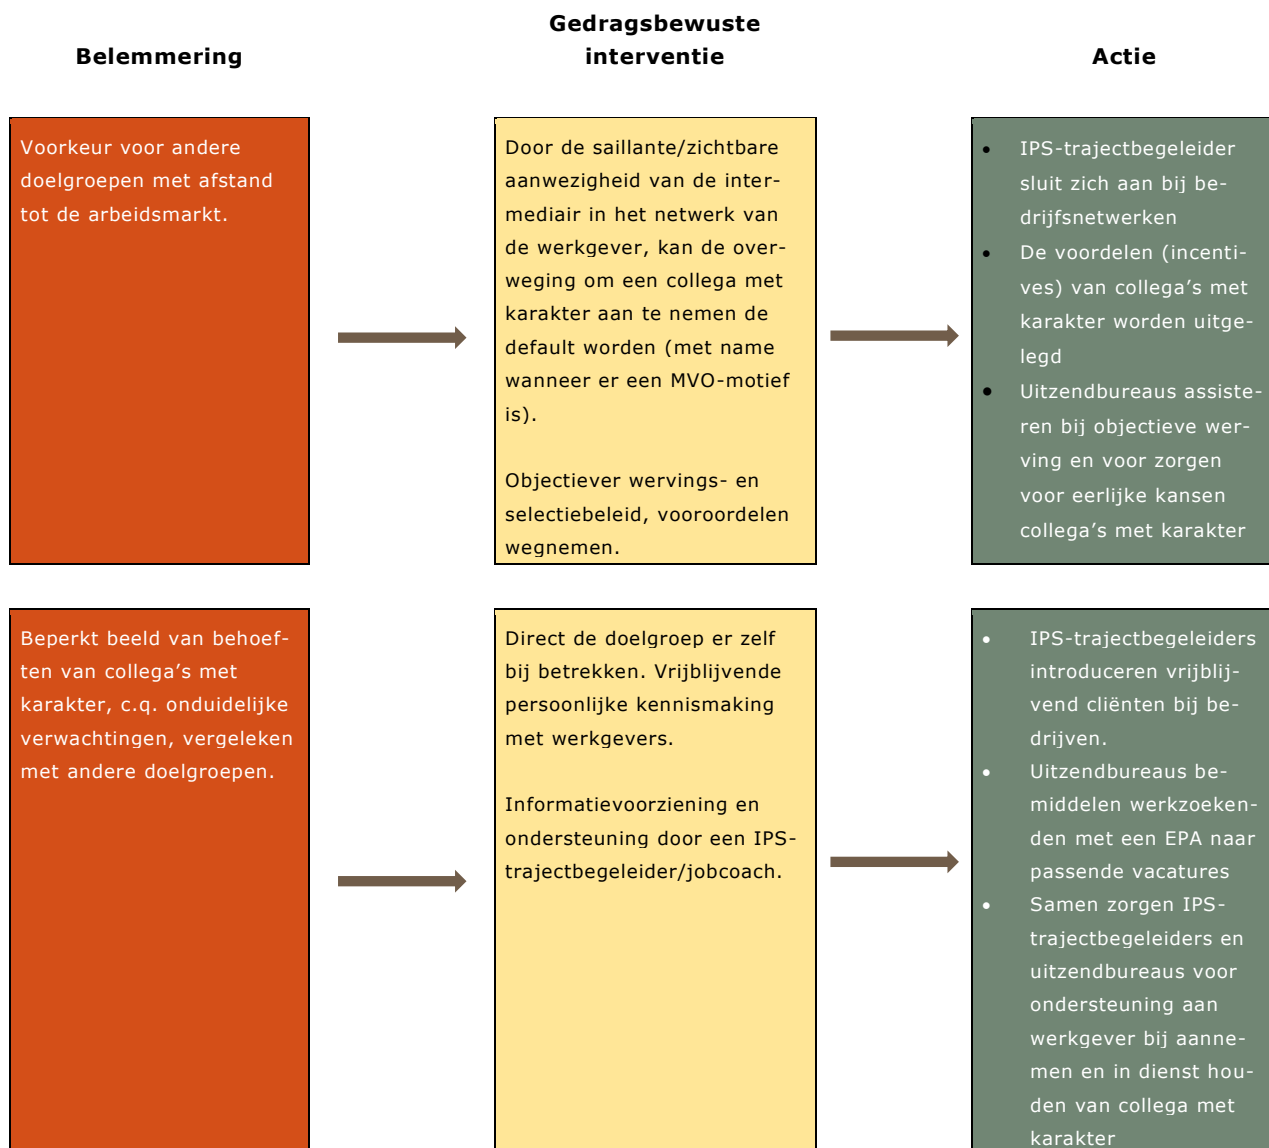 Gedragsbewuste
interventie
Belemmering
Actie
Voorkeur voor andere
doelgroepen met afstand
tot de arbeidsmarkt.
Door de saillante/zichtbare
aanwezigheid van de inter-
mediair in het netwerk van
de werkgever, kan de over-
weging om een collega met
karakter aan te nemen de
default worden (met name
wanneer er een MVO-motief
is).
Objectiever wervings- en
selectiebeleid, vooroordelen
wegnemen.
• IPS-trajectbegeleider
sluit zich aan bij be-
drijfsnetwerken
• De voordelen (incenti-
ves) van collega’s met
karakter worden uitge-
legd
• Uitzendbureaus assiste-
ren bij objectieve wer-
ving en voor zorgen
voor eerlijke kansen
collega’s met karakter
Beperkt beeld van behoef-
ten van collega’s met
karakter, c.q. onduidelijke
verwachtingen, vergeleken
met andere doelgroepen.
Direct de doelgroep er zelf
bij betrekken. Vrijblijvende
persoonlijke kennismaking
met werkgevers.
Informatievoorziening en
ondersteuning door een IPS-
trajectbegeleider/jobcoach.
• IPS-trajectbegeleiders
introduceren vrijblij-
vend cliënten bij be-
drijven.
• Uitzendbureaus be-
middelen werkzoeken-
den met een EPA naar
passende vacatures
• Samen zorgen IPS-
trajectbegeleiders en
uitzendbureaus voor
ondersteuning aan
werkgever bij aanne-
men en in dienst hou-
den van collega met
karakter